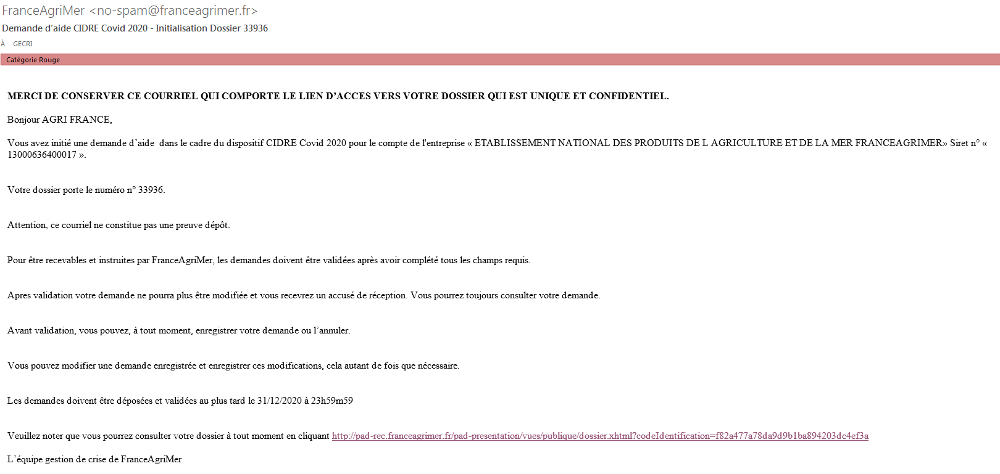 FranceAgriMer <no-spam@franceagrimer.fr>
Demande d’aide CIDRE Covid 2020 - Initialisation Dossier 33936
À GECRI
Catégorie Rouge
MERCI DE CONSERVER CE COURRIEL QUI COMPORTE LE LIEN D’ACCES VERS VOTRE DOSSIER QUI EST UNIQUE ET CONFIDENTIEL.
Bonjour AGRI FRANCE,
Vous avez initié une demande d’aide  dans le cadre du dispositif CIDRE Covid 2020 pour le compte de l'entreprise « ETABLISSEMENT NATIONAL DES PRODUITS DE L AGRICULTURE ET DE LA MER FRANCEAGRIMER» Siret n° «
13000636400017 ».
Votre dossier porte le numéro n° 33936.
Attention, ce courriel ne constitue pas une preuve dépôt.
Pour être recevables et instruites par FranceAgriMer, les demandes doivent être validées après avoir complété tous les champs requis.
Apres validation votre demande ne pourra plus être modifiée et vous recevrez un accusé de réception. Vous pourrez toujours consulter votre demande.
Avant validation, vous pouvez, à tout moment, enregistrer votre demande ou l’annuler.
Vous pouvez modifier une demande enregistrée et enregistrer ces modifications, cela autant de fois que nécessaire.
Les demandes doivent être déposées et validées au plus tard le 31/12/2020 à 23h59m59
Veuillez noter que vous pourrez consulter votre dossier à tout moment en cliquant http://pad-rec.franceagrimer.fr/pad-presentation/vues/publique/dossier.xhtml?codeIdentification=f82a477a78da9d9b1ba894203dc4ef3a
L’équipe gestion de crise de FranceAgriMer